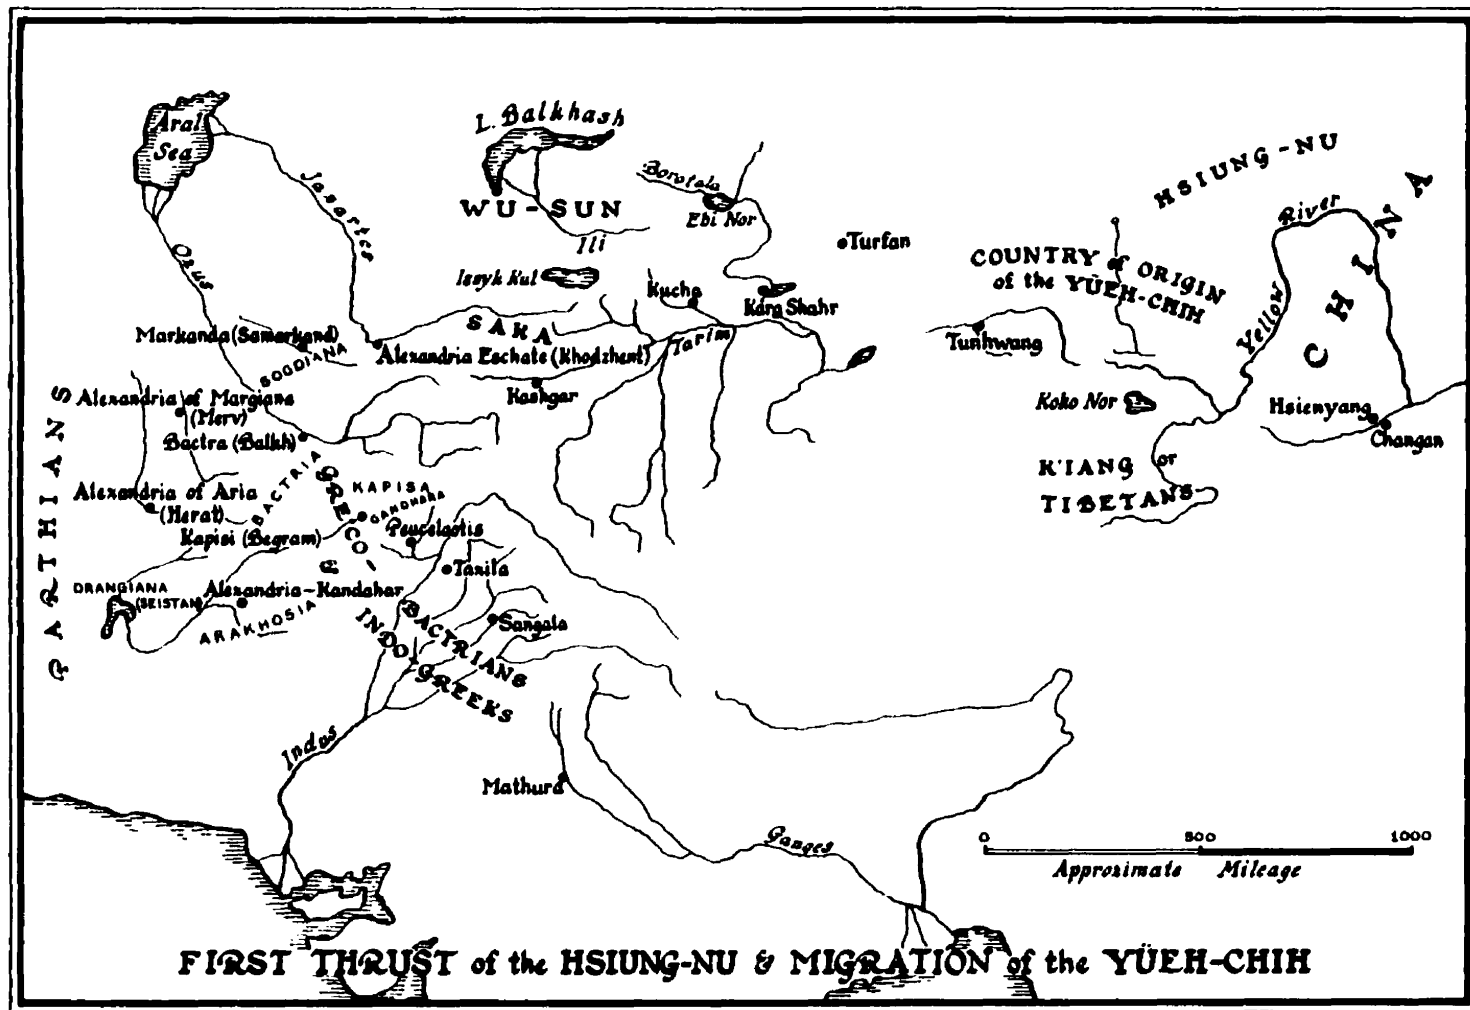 Aral
Sea
L. Balkhash
Jaxartes
Oxus
WU-SUN
Ili
Borotala
Ebi Nor
Issyk Kul
Turfan
HSIUNG-NU
CHINA
Yellow River
COUNTRY of ORIGIN
of the YÜEH-CHIH
Kucha
Kara Shahr
SAKA
Tarim
Markanda (Samarkand)
SOGDIANA
Alexandria Eschate (Khodzhent)
Kashgar
Tunhwang
Koko Nor
Hsienyang
Changan
K'IANG or
TIBETANS
PARTHIANS
Alexandria of Margiana
(Merv)
Bactra (Balkh)
BACTRIA
Alexandria of Aria
(Herat)
KAPISA
GANDHARA
Kapisi (Begram)
Peucelaotis
Taxila
DRANGIANA
(SEISTAN)
Alexandria-Kandahar
ARAKHOSIA
GRECO-BACTRIANS
&
INDO-GREEKS
Sangala
Indus
Mathura
Ganges
0 500 1000
Approximate Mileage
FIRST THRUST of the HSIUNG-NU & MIGRATION of the YÜEH-CHIH